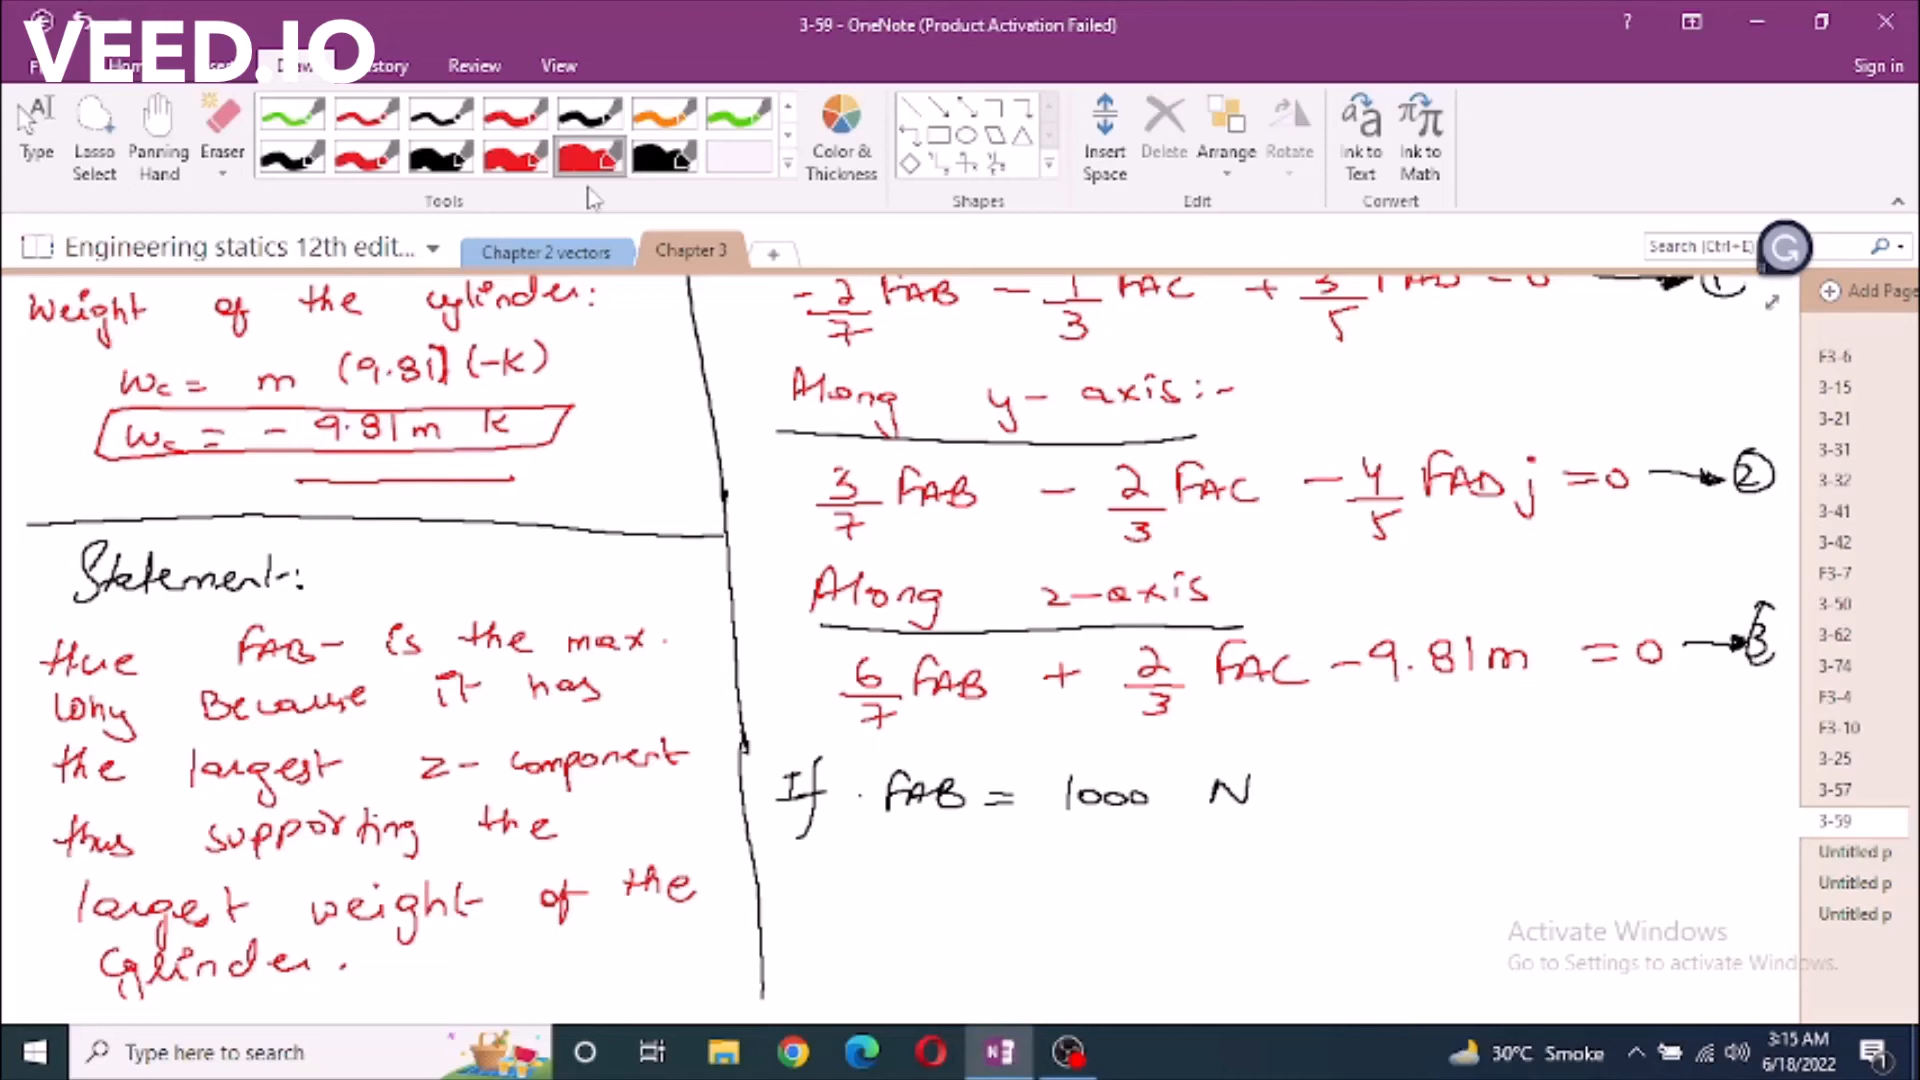 3-59 - OneNote (Product Activation Failed)
VEED.IO
Review
View
Sign in
Type
Lasso Select
Panning Hand
Eraser
Color & Thickness
Insert Space
Delete
Arrange
Rotate
Ink to Text
Ink to Math
Tools
Shapes
Edit
Convert
Engineering statics 12th edit...
Chapter 2 vectors
Chapter 3
Search (Ctrl+E)
Weight of the cylinder:
Wc = m (9.81) (-k)
Wc = - 9.81m k
Statement:
FAB- is the max.
why Because it has
the largest z- component
thus supporting the
largest weight of the
Cylinder.
-2/7 FAB - 1/3 FAC + 3/5 FAD = 0 → ①
Along y- axis:-
3/7 FAB - 2/3 FAC - 4/5 FAD j = 0 → ②
Along z-axis
6/7 FAB + 2/3 FAC - 9.81m = 0 → 3
If FAB = 1000 N
Add Page
F3-6
3-15
3-21
3-31
3-32
3-41
3-42
F3-7
3-50
3-62
3-74
F3-4
F3-10
3-25
3-57
3-59
Untitled p
Untitled p
Untitled p
Activate Windows
Go to Settings to activate Windows.
Type here to search
30°C Smoke
3:15 AM
6/18/2022